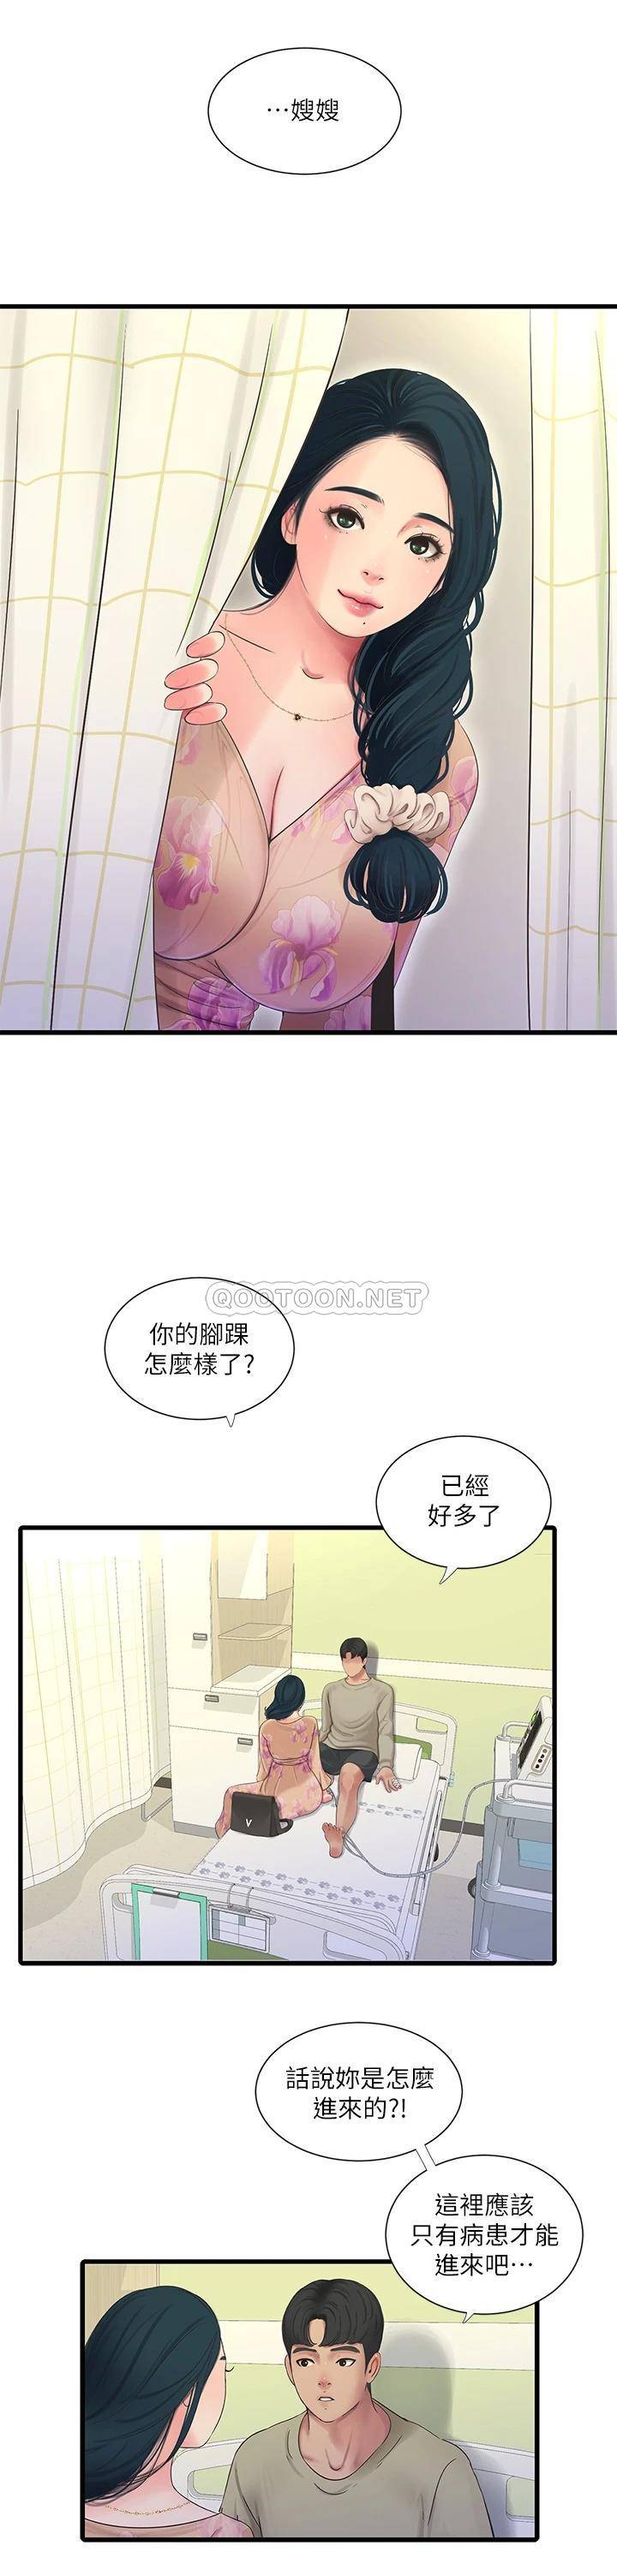 …嫂嫂
QOOTOON.NET
你的腳踝
怎麼樣了?
已經
好多了
V
話說妳是怎麼
進來的?!
這裡應該
只有病患才能
進來吧…